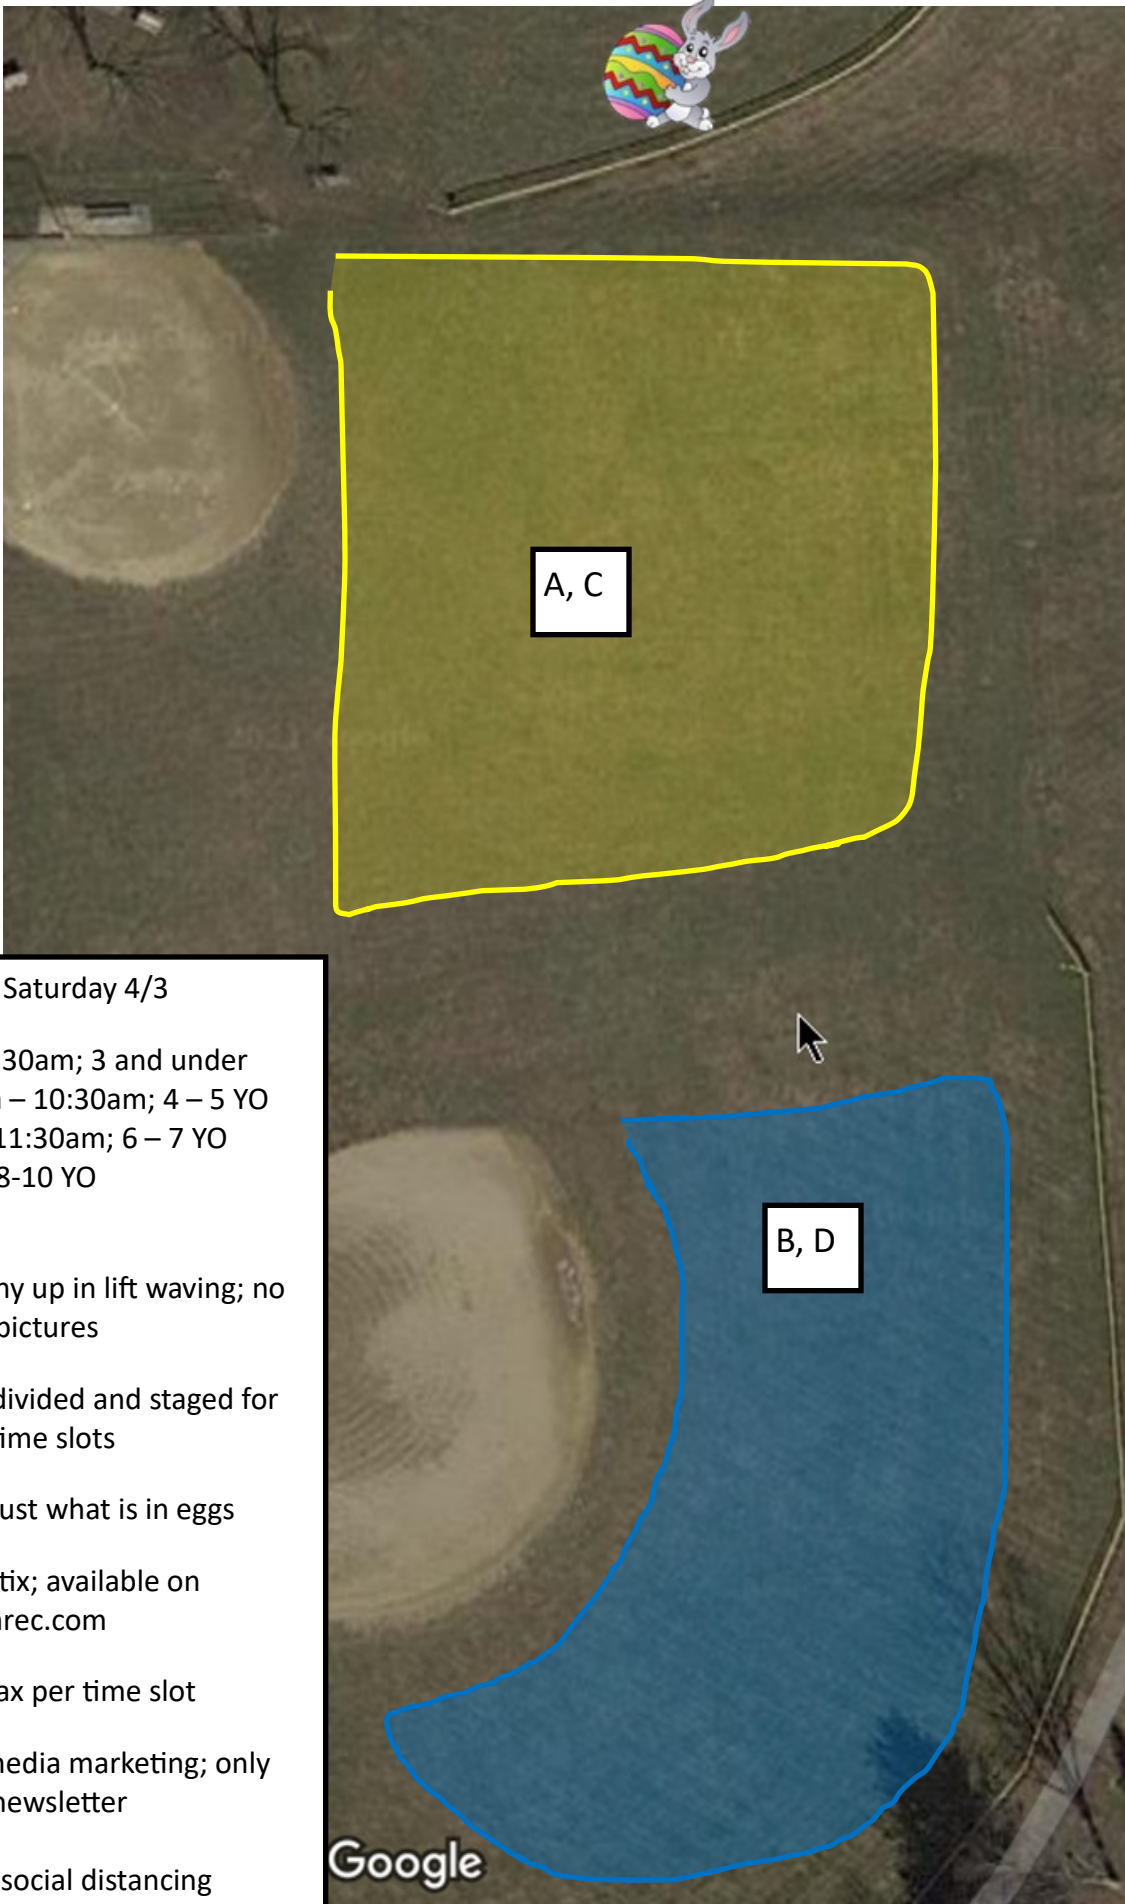 A, C
Saturday 4/3
30am; 3 and under
– 10:30am; 4 – 5 YO
11:30am; 6 – 7 YO
8-10 YO
B, D
ny up in lift waving; no
pictures
divided and staged for
time slots
ust what is in eggs
tix; available on
rec.com
ax per time slot
nedia marketing; only
newsletter
social distancing
Google